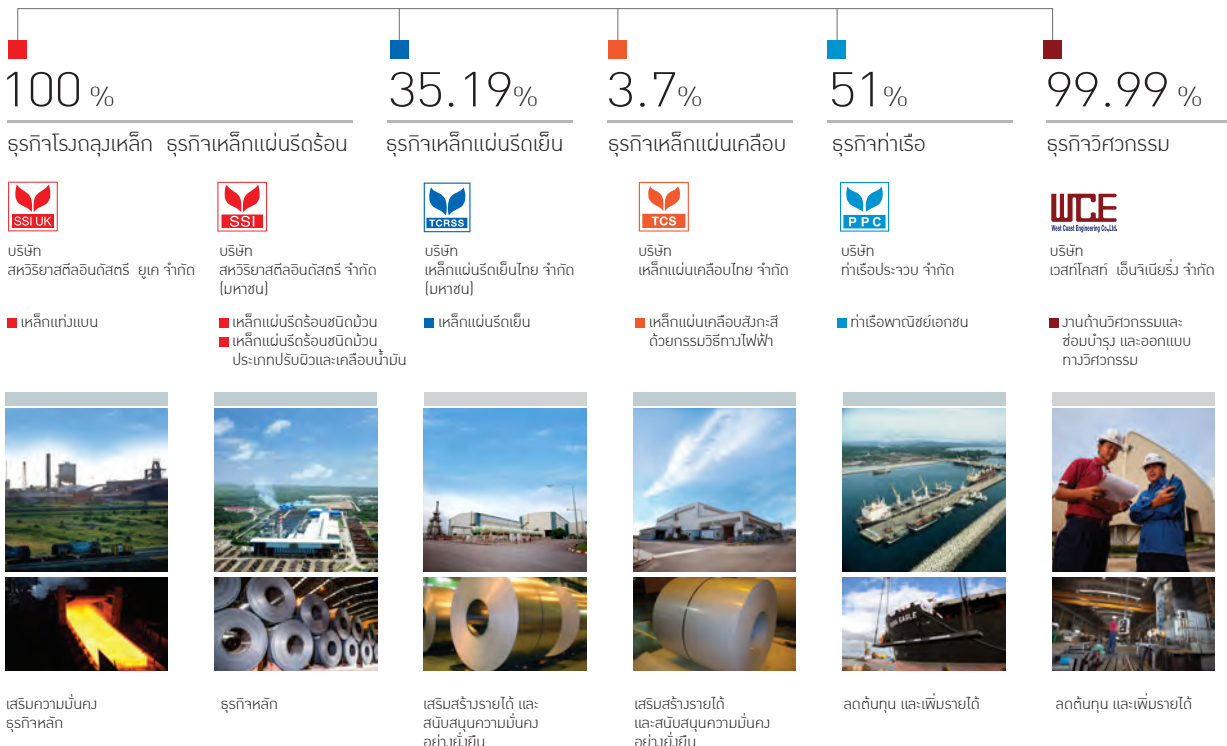 100 %
35.19%
3.7%
51%
99.99 %
ธุรกิจโรงถลุงเหล็ก ธุรกิจเหล็กแผ่นรีดร้อน
ธุรกิจเหล็กแผ่นรีดเย็น
ธุรกิจเหล็กแผ่นเคลือบ
ธุรกิจท่าเรือ
ธุรกิจวิศวกรรม
SSI UK
บริษัท
สหวิริยาสตีลอินดัสตรี ยูเค จำกัด
เหล็กแท่งแบน
SSI
บริษัท
สหวิริยาสตีลอินดัสตรี จำกัด
(มหาชน)
เหล็กแผ่นรีดร้อนชนิดม้วน
เหล็กแผ่นรีดร้อนชนิดม้วน
ประเภทปรับผิวและเคลือบน้ำมัน
TCRSS
บริษัท
เหล็กแผ่นรีดเย็นไทย จำกัด
(มหาชน)
เหล็กแผ่นรีดเย็น
TCS
บริษัท
เหล็กแผ่นเคลือบไทย จำกัด
เหล็กแผ่นเคลือบสังกะสี
ด้วยกรรมวิธีทางไฟฟ้า
PPC
บริษัท
ท่าเรือประจวบ จำกัด
ท่าเรือพาณิชย์เอกชน
WCE
West Coast Engineering Co.,Ltd.
บริษัท
เวสท์โคสท์ เอ็นจิเนียริ่ง จำกัด
งานด้านวิศวกรรมและ
ซ่อมบำรุง และออกแบบ
ทางวิศวกรรม
EAGLE
เสริมความมั่นคง
ธุรกิจหลัก
ธุรกิจหลัก
เสริมสร้างรายได้ และ
สนับสนุนความมั่นคง
อย่างยั่งยืน
เสริมสร้างรายได้
และสนับสนุนความมั่นคง
อย่างยั่งยืน
ลดต้นทุน และเพิ่มรายได้
ลดต้นทุน และเพิ่มรายได้